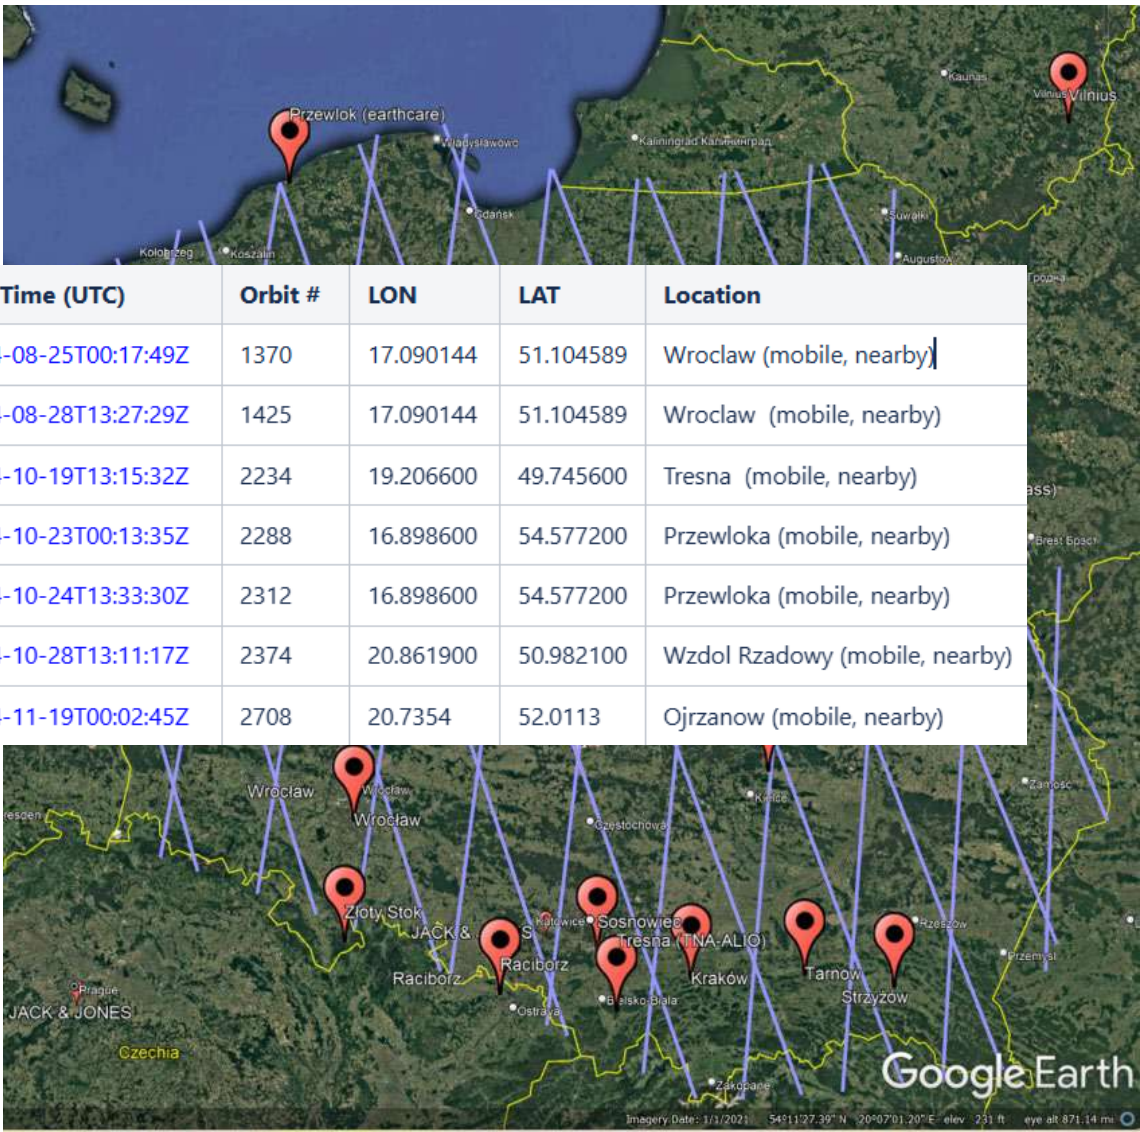 Kaunas
Vilnius Vilnius
Przewlok (earthcare)
Władysławowo
Kaliningrad Калининград
Gdańsk
Suwałki
Kołobrzeg
Koszalin
Augustów
Гродна
Time (UTC) Orbit # LON LAT Location
-08-25T00:17:49Z 1370 17.090144 51.104589 Wroclaw (mobile, nearby)
-08-28T13:27:29Z 1425 17.090144 51.104589 Wroclaw (mobile, nearby)
-10-19T13:15:32Z 2234 19.206600 49.745600 Tresna (mobile, nearby)
-10-23T00:13:35Z 2288 16.898600 54.577200 Przewloka (mobile, nearby)
-10-24T13:33:30Z 2312 16.898600 54.577200 Przewloka (mobile, nearby)
-10-28T13:11:17Z 2374 20.861900 50.982100 Wzdol Rzadowy (mobile, nearby)
-11-19T00:02:45Z 2708 20.7354 52.0113 Ojrzanow (mobile, nearby)
ass)
Brest Брэст
Zamość
Wrocław
Wrocław
Wrocław
Kielce
resden
Częstochowa
Złoty Stok
Katowice
Sosnowiec
Rzeszów
JACK & S
Tresna (TNA-ALIO)
Racibórz
Raciborz
Kraków
Tarnów
Przemyśl
Strzyżów
Prague
JACK & JONES
Ostrava
Bielsko-Biała
Czechia
Zakopane
Google Earth
Imagery Date: 1/1/2021 54°11'27.39" N 20°07'01.20" E elev 231 ft eye alt 871.14 mi